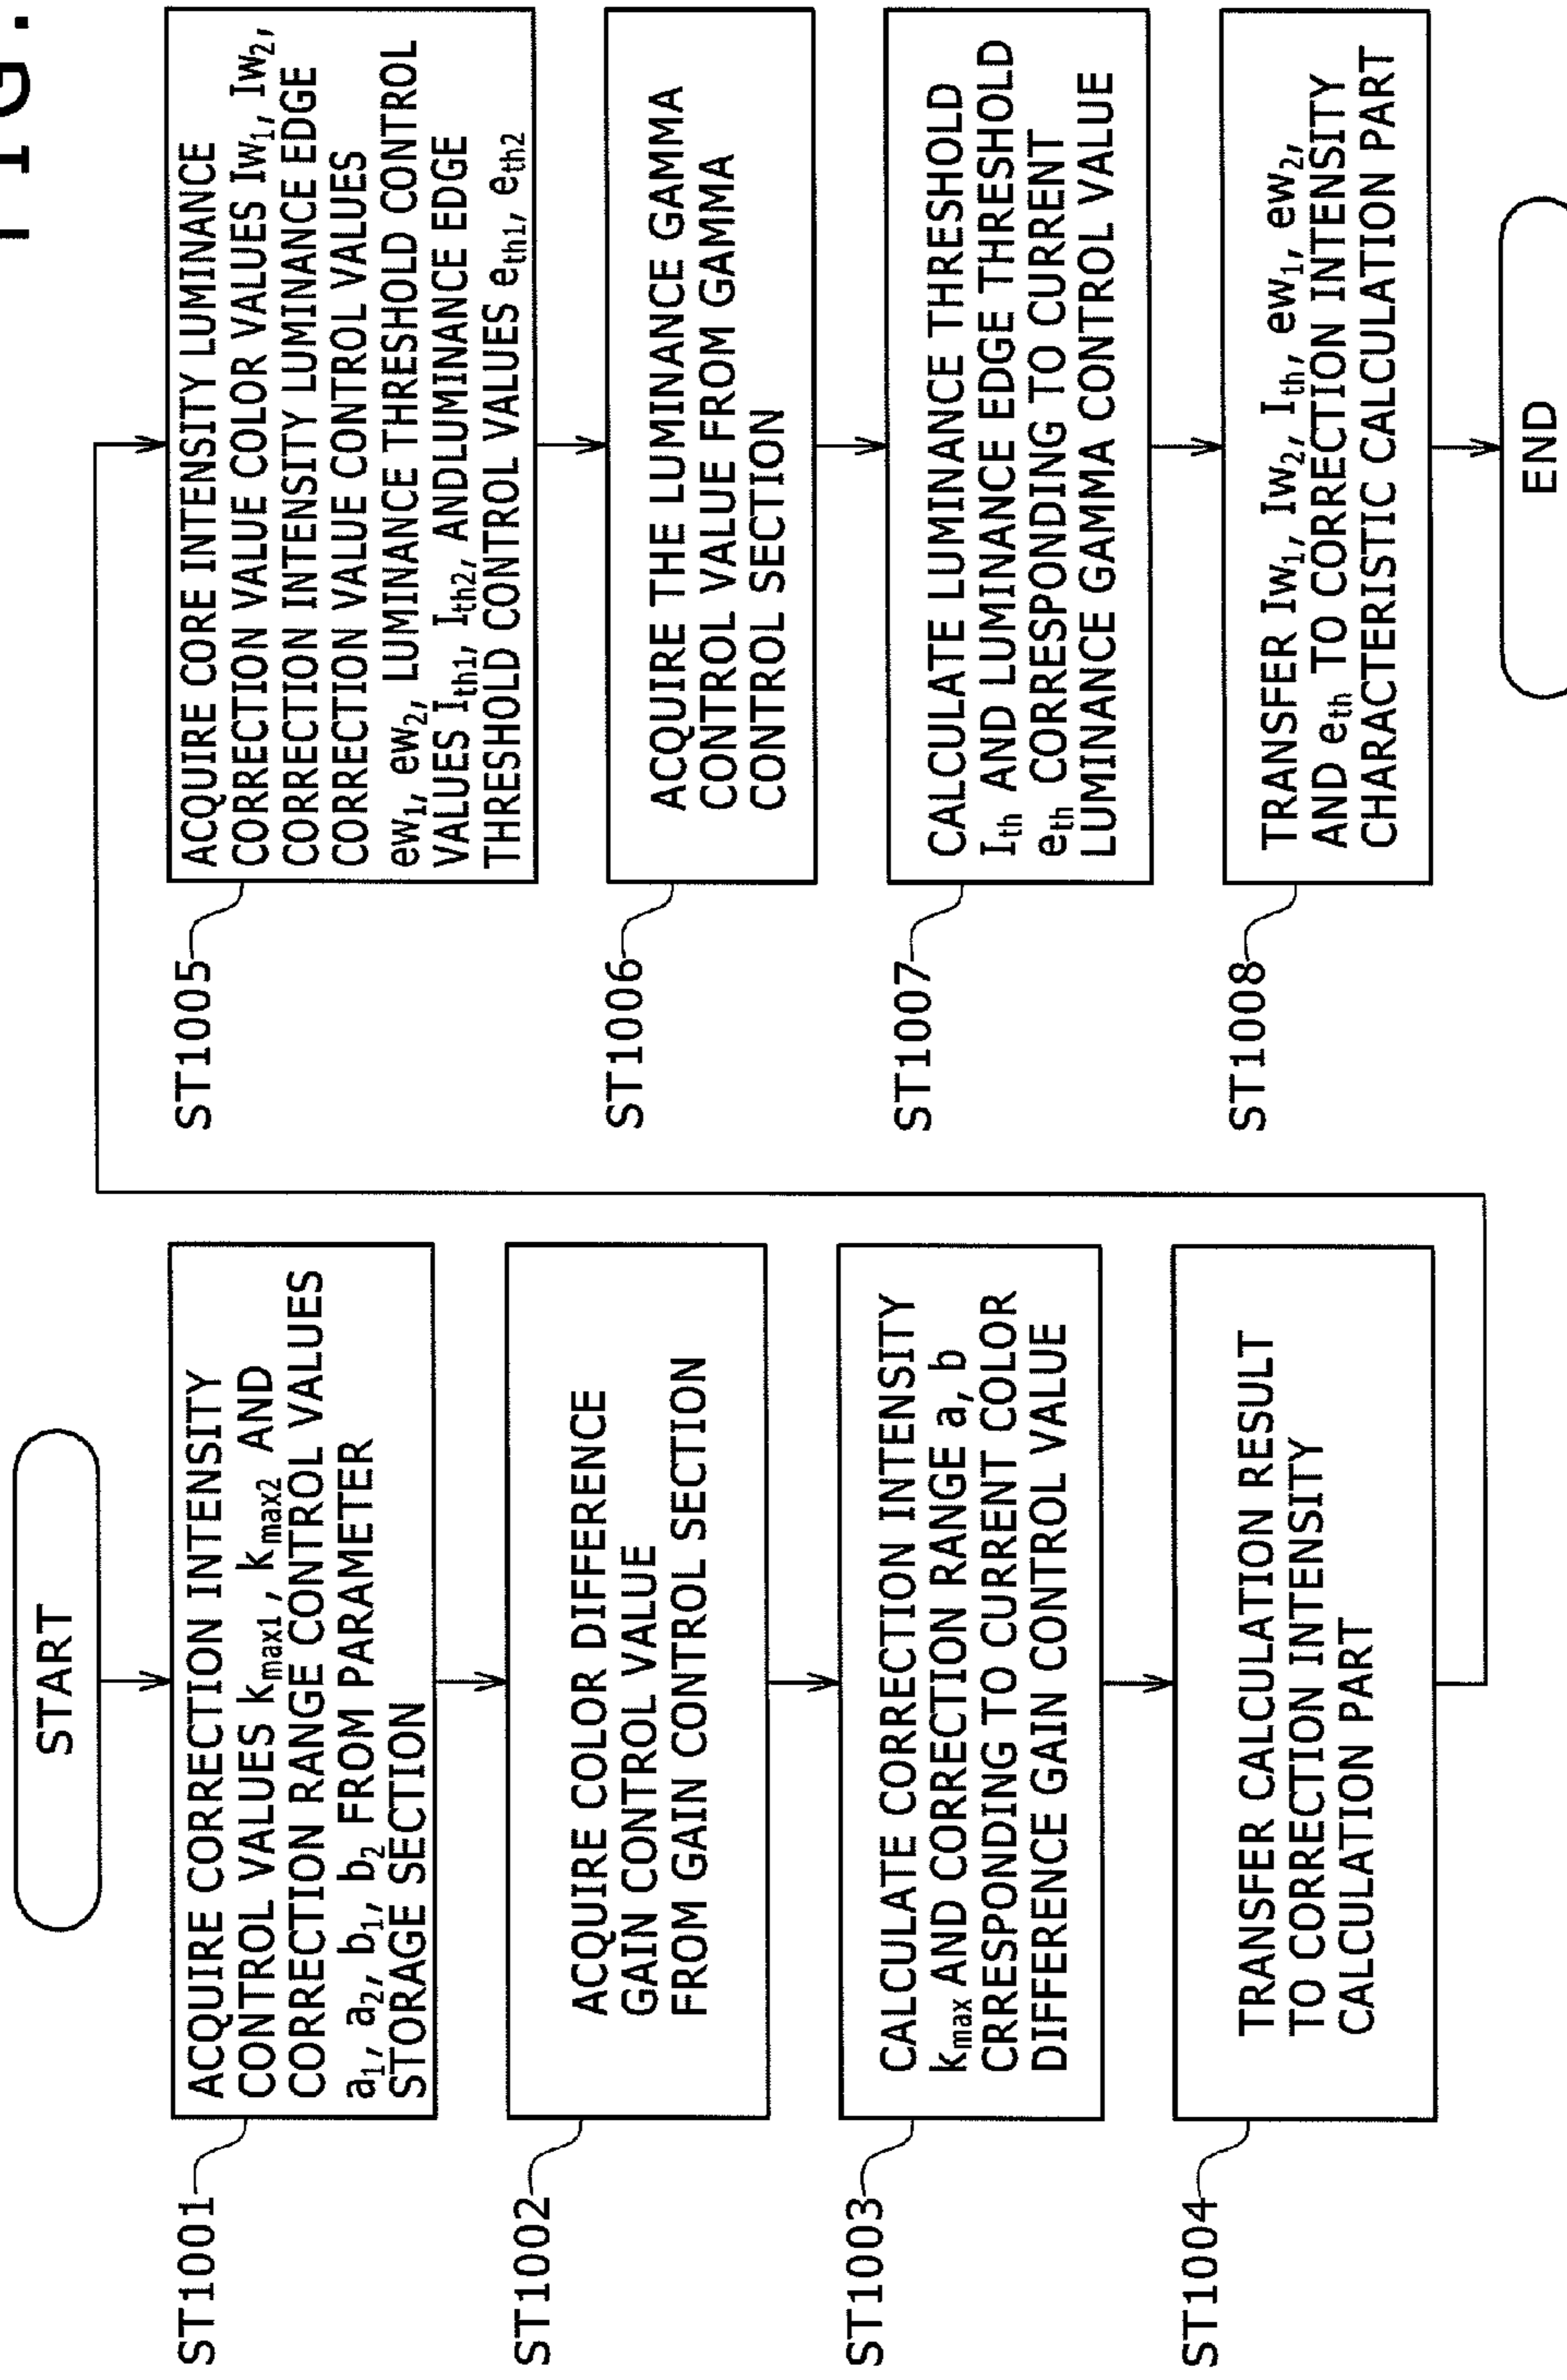 FIG.
START
ST1001
ACQUIRE CORRECTION INTENSITY
CONTROL VALUES kmax1, kmax2 AND
CORRECTION RANGE CONTROL VALUES
a1, a2, b1, b2 FROM PARAMETER
STORAGE SECTION
ST1002
ACQUIRE COLOR DIFFERENCE
GAIN CONTROL VALUE
FROM GAIN CONTROL SECTION
ST1003
CALCULATE CORRECTION INTENSITY
kmax AND CORRECTION RANGE a, b
CRRESPONDING TO CURRENT COLOR
DIFFERENCE GAIN CONTROL VALUE
ST1004
TRANSFER CALCULATION RESULT
TO CORRECTION INTENSITY
CALCULATION PART
ST1005
ACQUIRE CORE INTENSITY LUMINANCE
CORRECTION VALUE COLOR VALUES Iw1, Iw2,
CORRECTION INTENSITY LUMINANCE EDGE
CORRECTION VALUE CONTROL VALUES
ew1, ew2, LUMINANCE THRESHOLD CONTROL
VALUES Ith1, Ith2, ANDLUMINANCE EDGE
THRESHOLD CONTROL VALUES eth1, eth2
ST1006
ACQUIRE THE LUMINANCE GAMMA
CONTROL VALUE FROM GAMMA
CONTROL SECTION
ST1007
CALCULATE LUMINANCE THRESHOLD
Ith AND LUMINANCE EDGE THRESHOLD
eth CORRESPONDING TO CURRENT
LUMINANCE GAMMA CONTROL VALUE
ST1008
TRANSFER Iw1, Iw2, Ith, ew1, ew2,
AND eth TO CORRECTION INTENSITY
CHARACTERISTIC CALCULATION PART
END